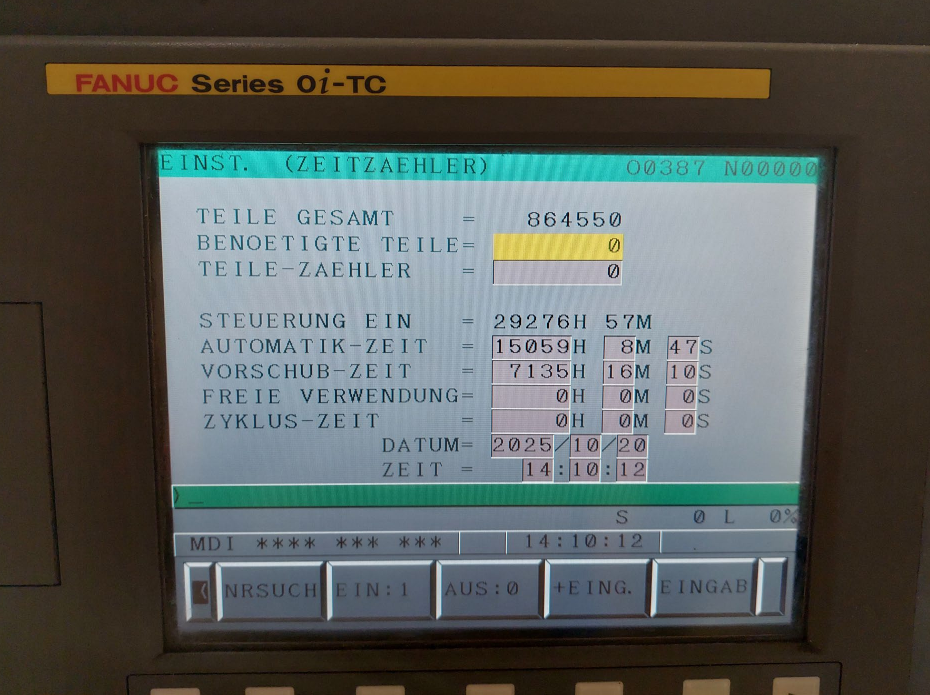 FANUC Series 0i-TC
EINST. (ZEITZAEHLER) O0387 N00000
TEILE GESAMT = 864550
BENOETIGTE TEILE= 0
TEILE-ZAEHLER = 0
STEUERUNG EIN = 29276H 57M
AUTOMATIK-ZEIT = 15059H 8M 47S
VORSCHUB-ZEIT = 7135H 16M 10S
FREIE VERWENDUNG= 0H 0M 0S
ZYKLUS-ZEIT = 0H 0M 0S
DATUM= 2025/10/20
ZEIT = 14:10:12
>_
S 0 L 0%
MDI **** *** *** 14:10:12
NRSUCH EIN:1 AUS:0 +EING. EINGAB